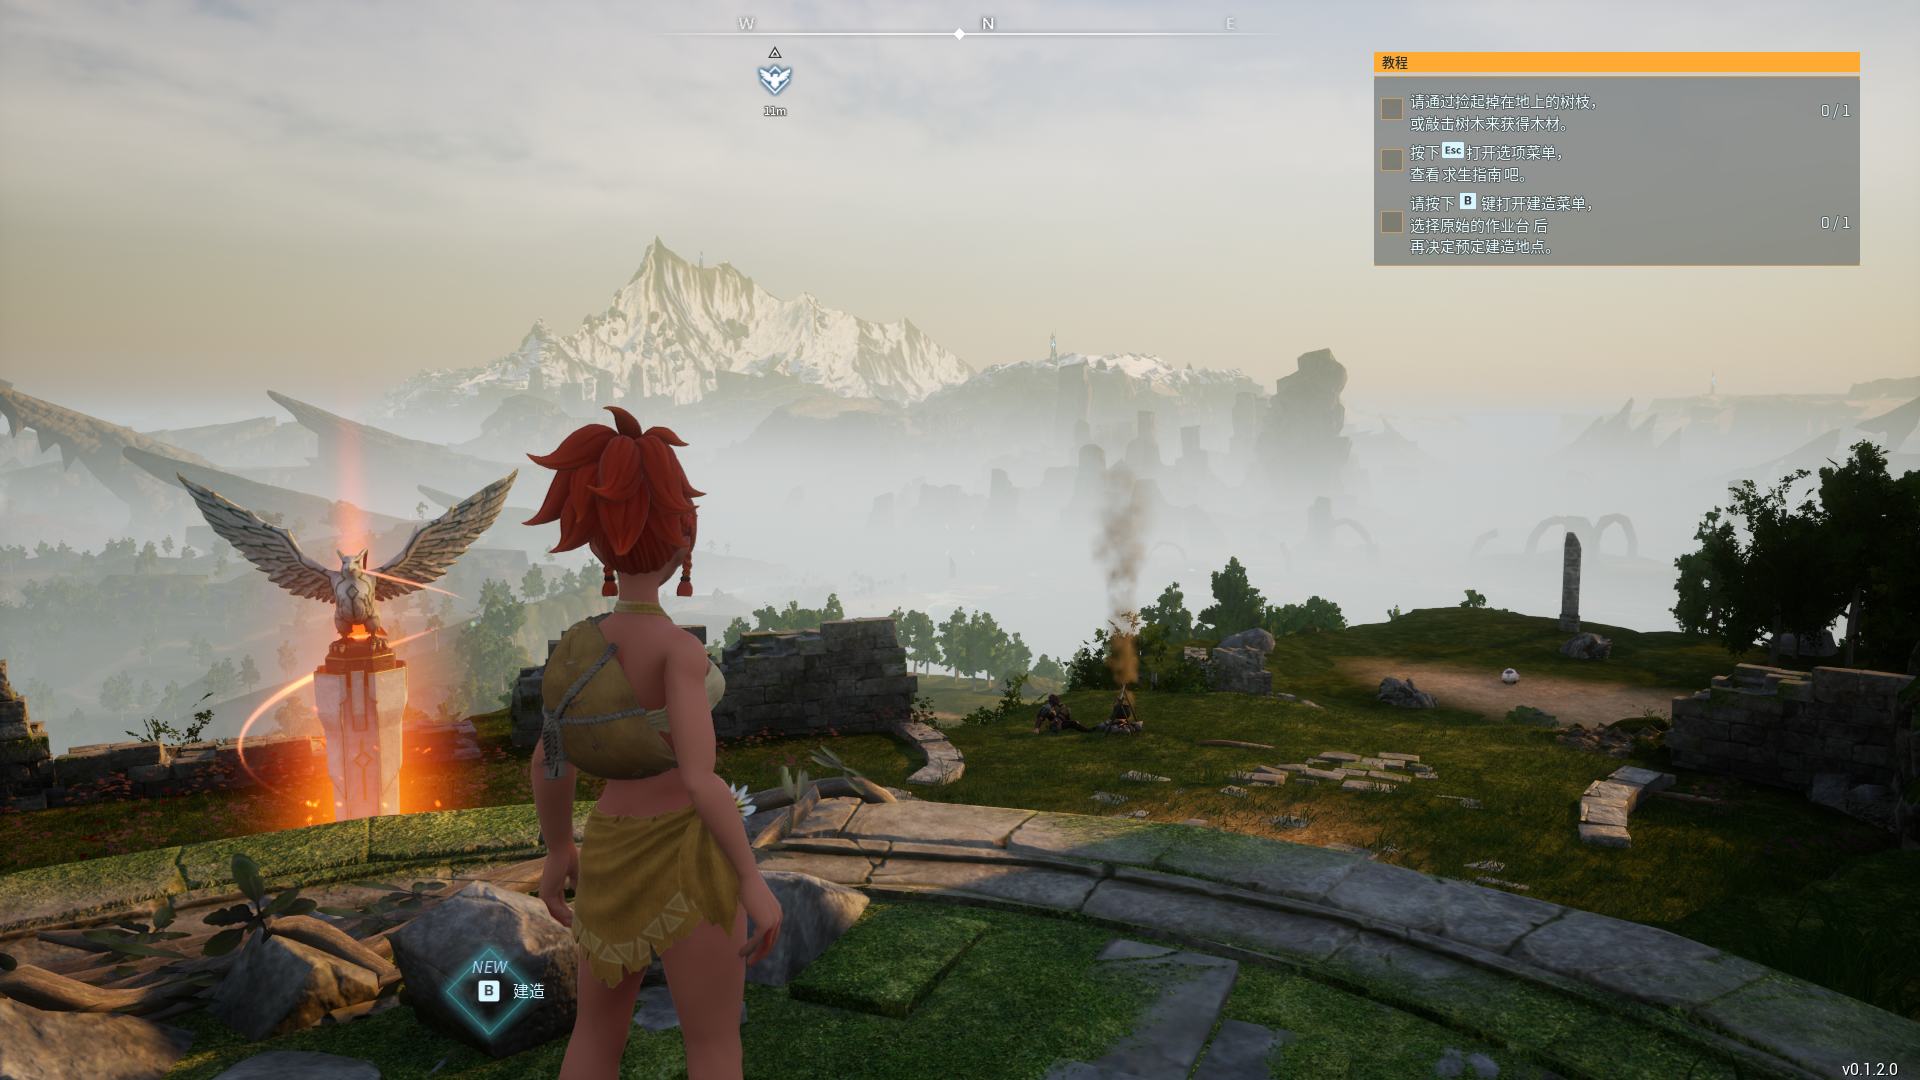 W
N
E
11m
教程
请通过捡起掉在地上的树枝，
或敲击树木来获得木材。
0 / 1
按下 Esc 打开选项菜单，
查看 求生指南 吧。
请按下 B 键打开建造菜单，
选择原始的作业台 后
再决定预定建造地点。
0 / 1
NEW
B 建造
v0.1.2.0